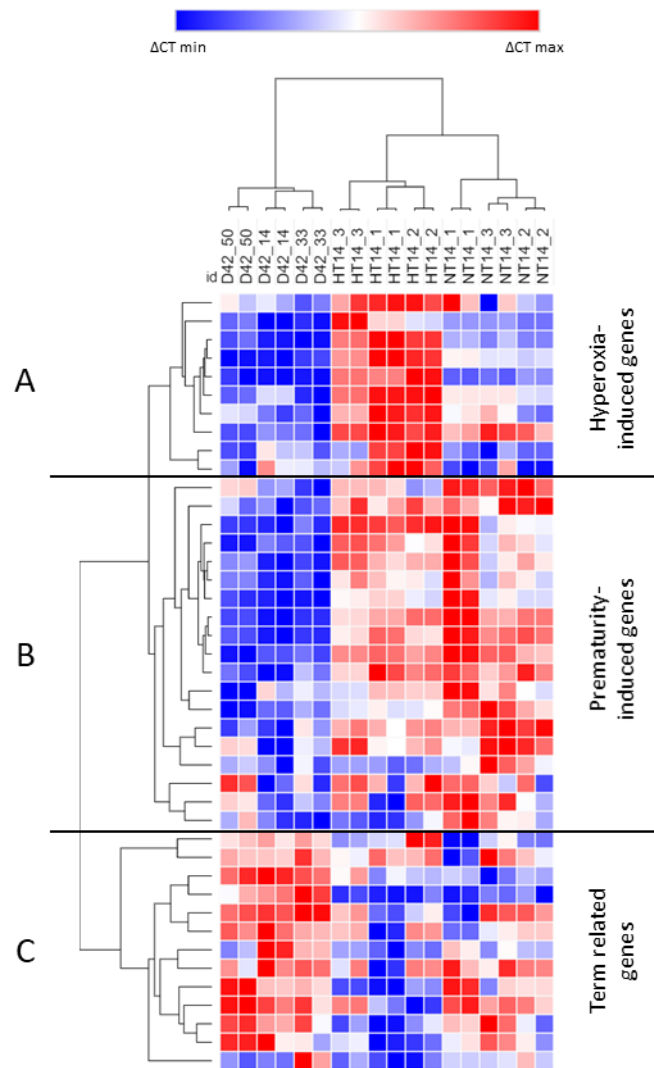 ΔCT min ΔCT max
id D42_50 D42_50 D42_14 D42_14 D42_33 D42_33 HT14_3 HT14_3 HT14_1 HT14_1 HT14_2 HT14_2 NT14_1 NT14_1 NT14_3 NT14_3 NT14_2 NT14_2
A
Hyperoxia-
induced genes
B
Prematurity-
induced genes
C
Term related
genes